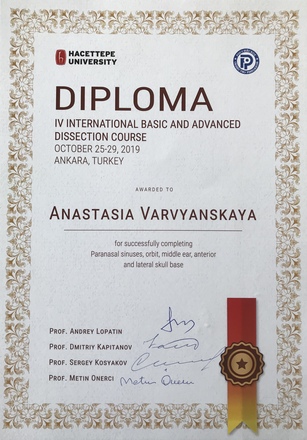 HACETTEPE
UNIVERSITY
DIPLOMA
IV INTERNATIONAL BASIC AND ADVANCED
DISSECTION COURSE
OCTOBER 25-29, 2019
ANKARA, TURKEY
AWARDED TO
ANASTASIA VARVYANSKAYA
for successfully completing
Paranasal sinuses, orbit, middle ear, anterior
and lateral skull base
PROF. ANDREY LOPATIN
PROF. DMITRIY KAPITANOV
PROF. SERGEY KOSYAKOV
PROF. METIN ONERCI